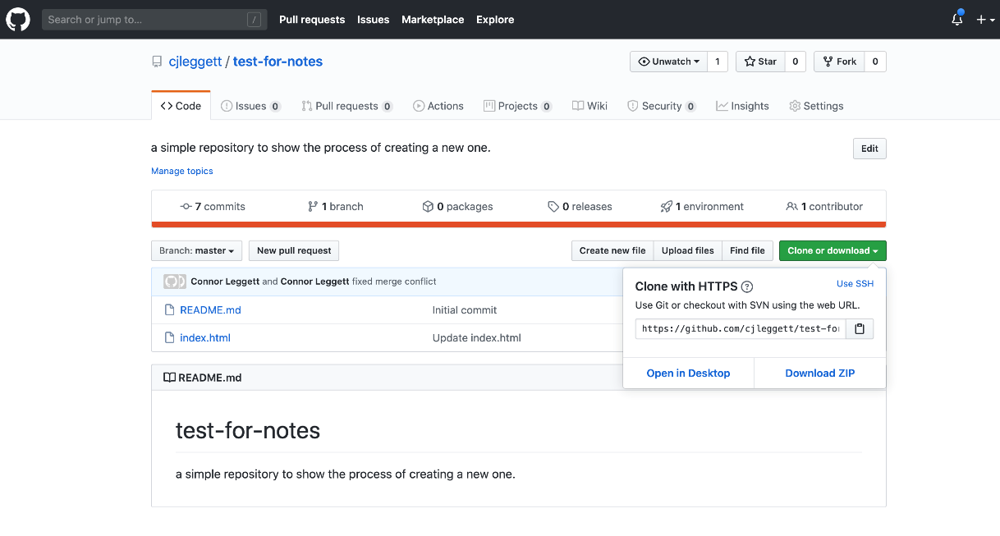 Search or jump to... /
Pull requests Issues Marketplace Explore
cjleggett / test-for-notes
Unwatch 1 Star 0 Fork 0
Code Issues 0 Pull requests 0 Actions Projects 0 Wiki Security 0 Insights Settings
a simple repository to show the process of creating a new one.
Edit
Manage topics
7 commits 1 branch 0 packages 0 releases 1 environment 1 contributor
Branch: master New pull request Create new file Upload files Find file Clone or download
Connor Leggett and Connor Leggett fixed merge conflict
README.md Initial commit
index.html Update index.html
Clone with HTTPS ? Use SSH
Use Git or checkout with SVN using the web URL.
https://github.com/cjleggett/test-for
Open in Desktop Download ZIP
README.md
test-for-notes
a simple repository to show the process of creating a new one.